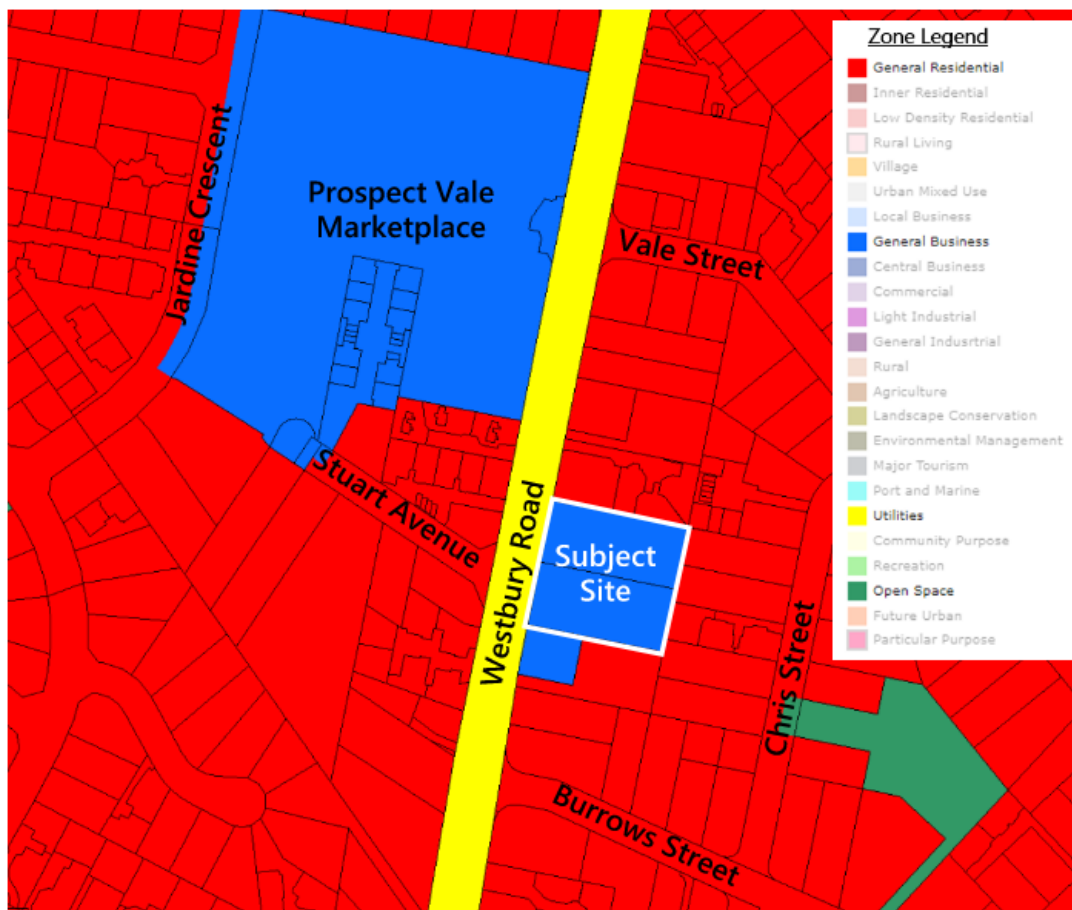 Zone Legend
General Residential
Inner Residential
Low Density Residential
Rural Living
Village
Urban Mixed Use
Local Business
General Business
Central Business
Commercial
Light Industrial
General Indusrtrial
Rural
Agriculture
Landscape Conservation
Environmental Management
Major Tourism
Port and Marine
Utilities
Community Purpose
Recreation
Open Space
Future Urban
Particular Purpose
Jardine Crescent
Prospect Vale
Marketplace
Vale Street
Stuart Avenue
Westbury Road
Subject
Site
Chris Street
Burrows Street